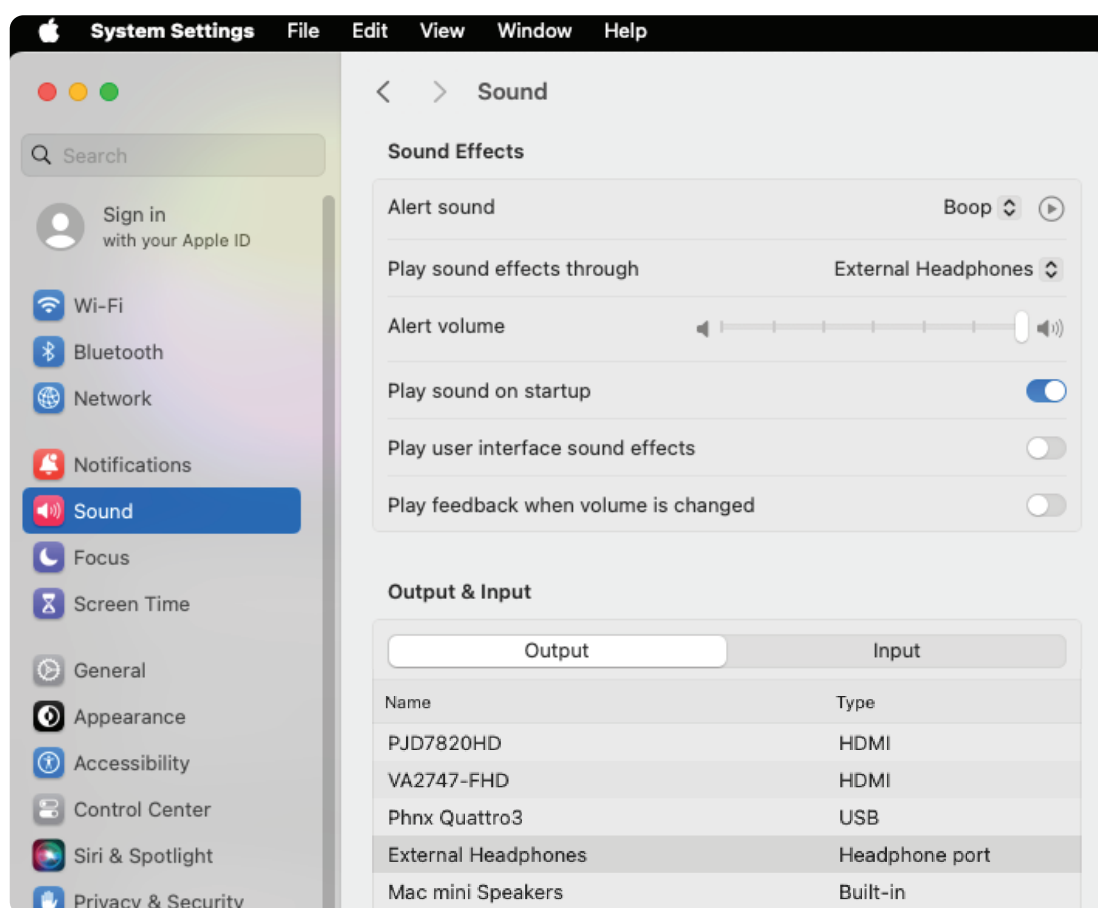 System Settings File Edit View Window Help
Search
Sign in
with your Apple ID
Wi-Fi
Bluetooth
Network
Notifications
Sound
Focus
Screen Time
General
Appearance
Accessibility
Control Center
Siri & Spotlight
Privacy & Security
Sound
Sound Effects
Alert sound Boop
Play sound effects through External Headphones
Alert volume
Play sound on startup
Play user interface sound effects
Play feedback when volume is changed
Output & Input
Output Input
Name Type
PJD7820HD HDMI
VA2747-FHD HDMI
Phnx Quattro3 USB
External Headphones Headphone port
Mac mini Speakers Built-in